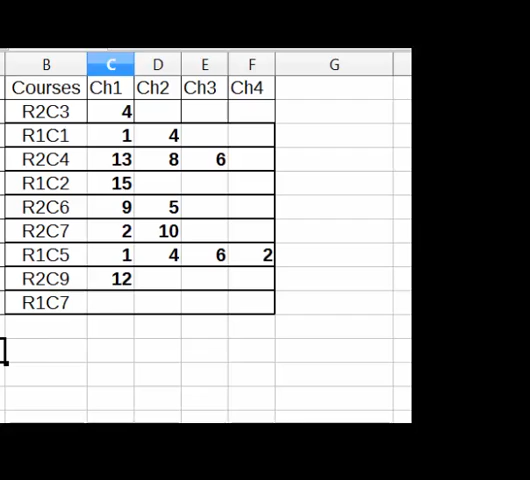 B C D E F G
Courses Ch1 Ch2 Ch3 Ch4
R2C3 4
R1C1 1 4
R2C4 13 8 6
R1C2 15
R2C6 9 5
R2C7 2 10
R1C5 1 4 6 2
R2C9 12
R1C7